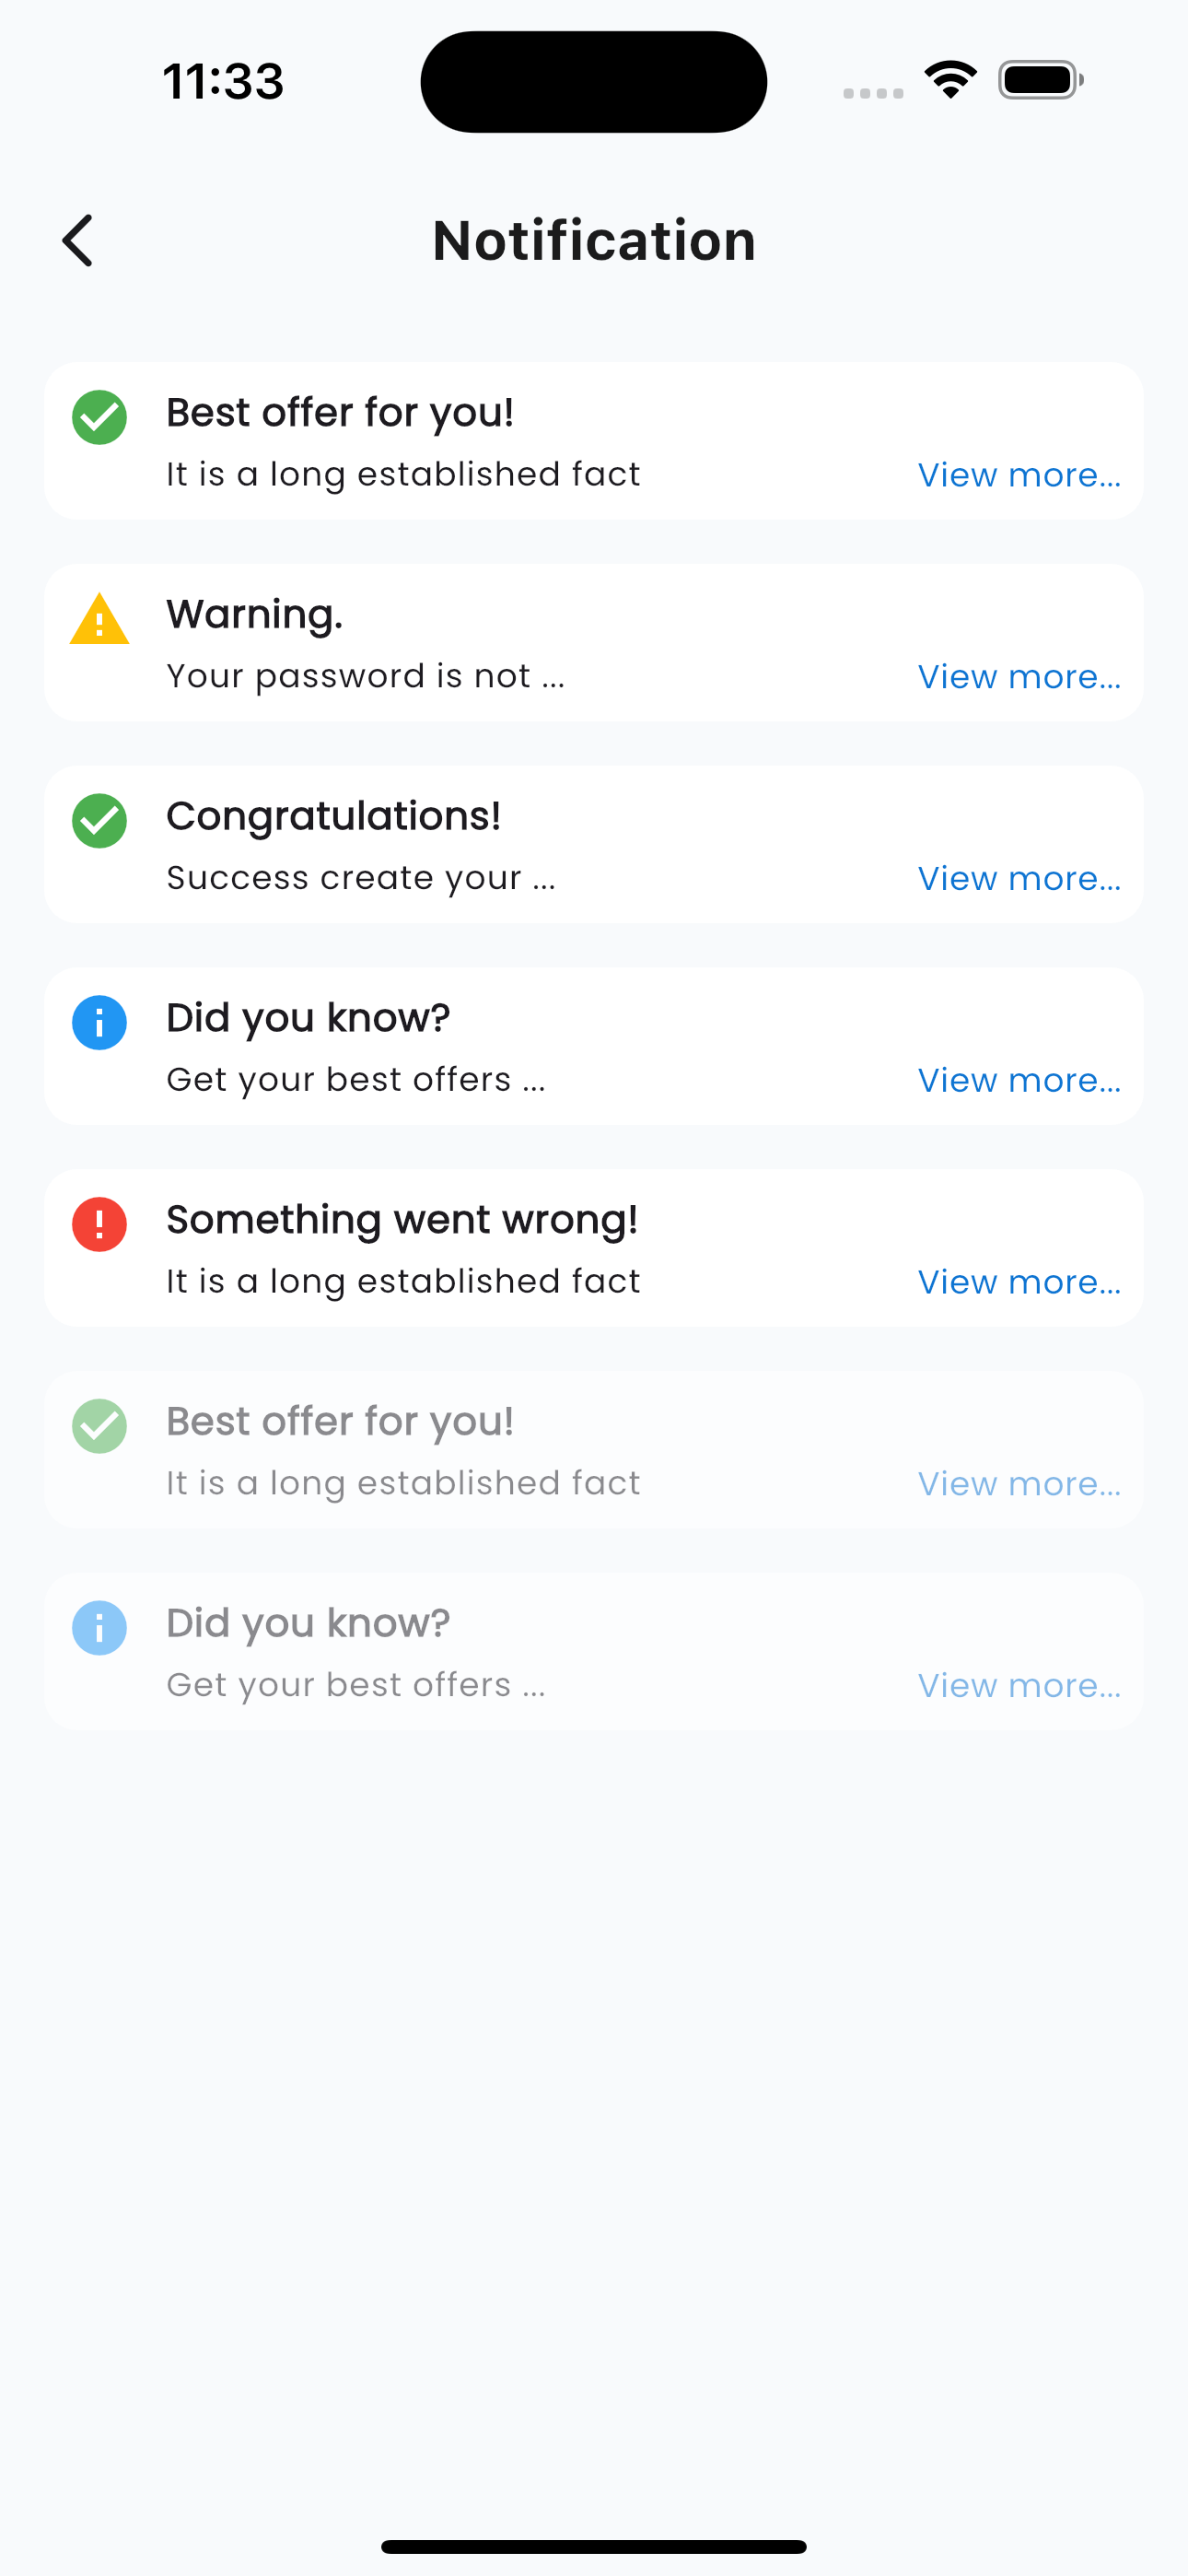 11:33
Notification
Best offer for you!
It is a long established fact
View more...
Warning.
Your password is not ...
View more...
Congratulations!
Success create your ...
View more...
Did you know?
Get your best offers ...
View more...
Something went wrong!
It is a long established fact
View more...
Best offer for you!
It is a long established fact
View more...
Did you know?
Get your best offers ...
View more...